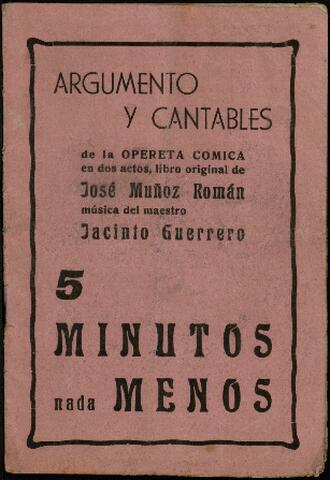 ARGUMENTO
Y CANTABLES
de la OPERETA COMICA
en dos actos, libro original de
José Muñoz Román
música del maestro
Jacinto Guerrero
5
MINUTOS
nada MENOS